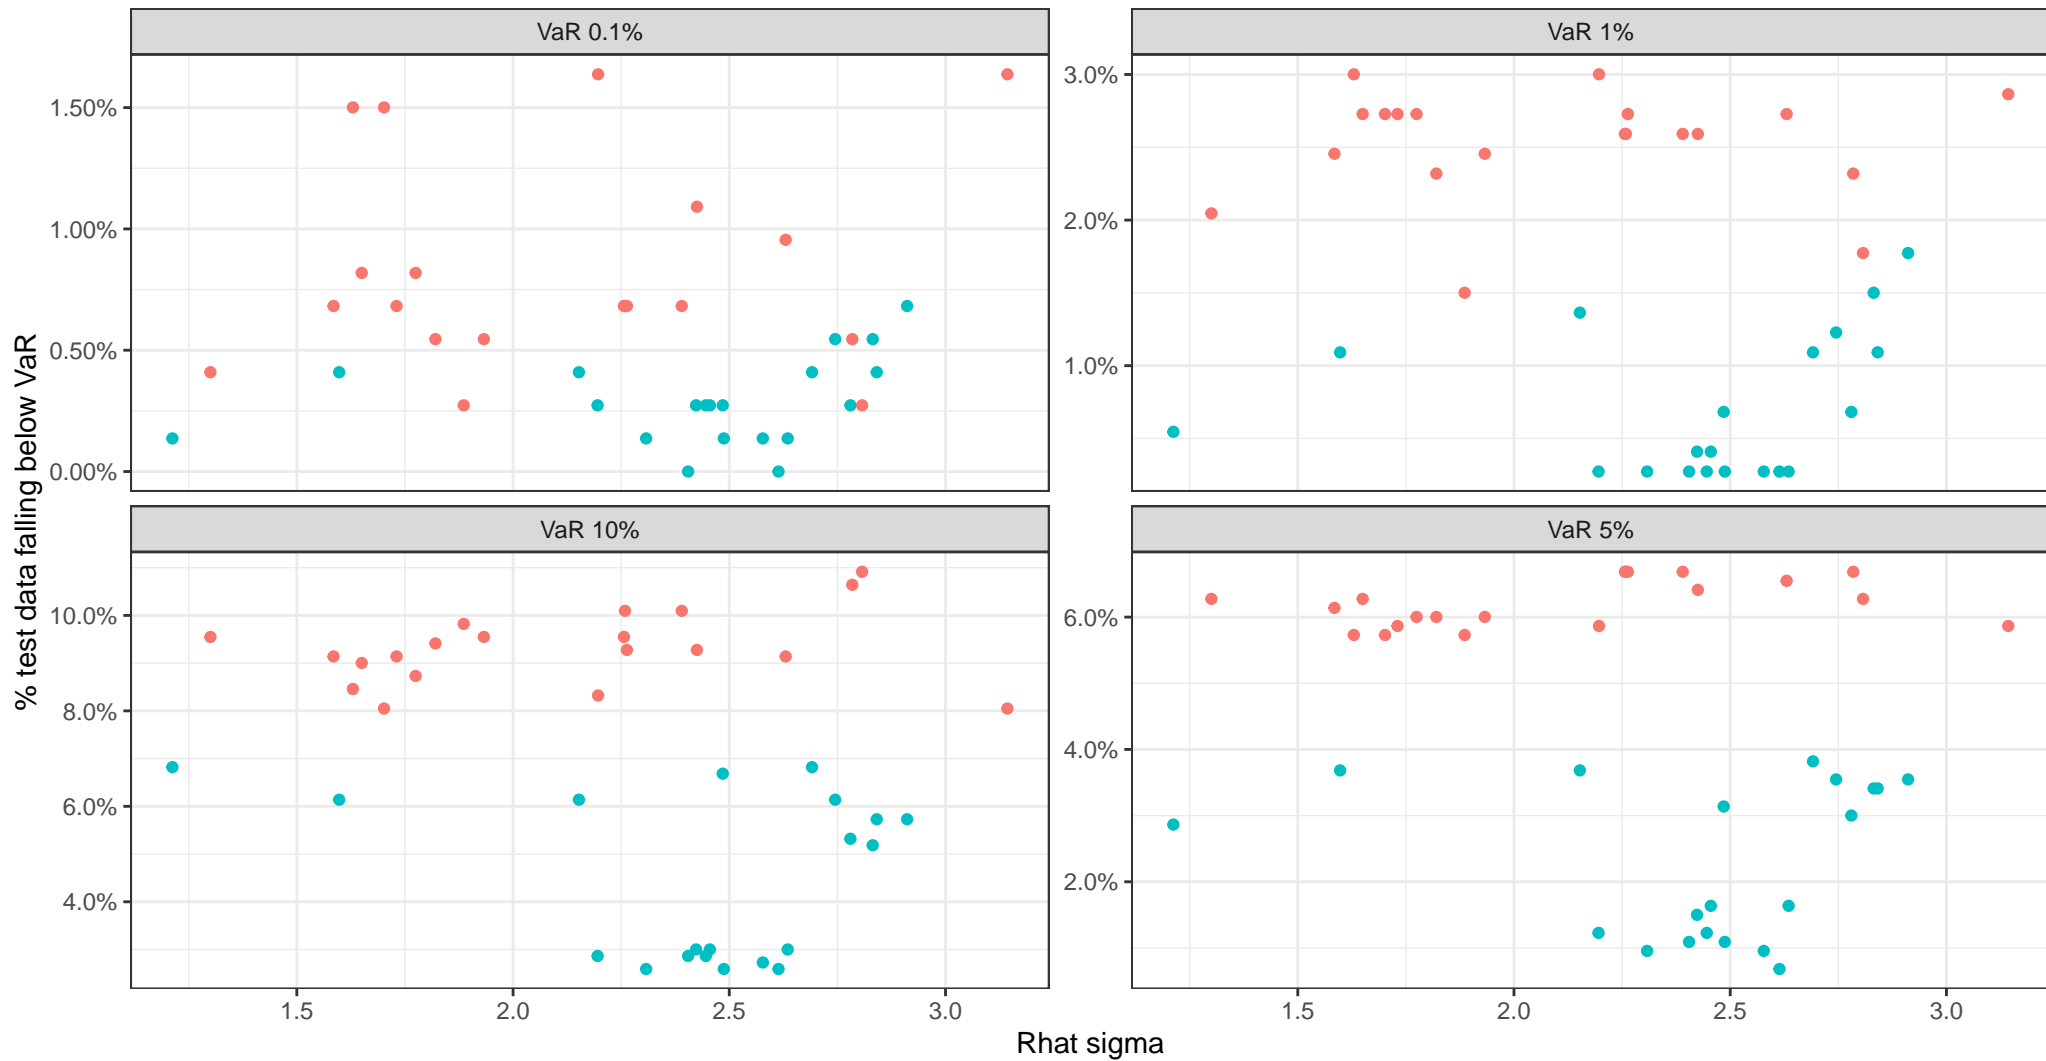 VaR 0.1%
VaR 1%
1.50%
1.00%
0.50%
0.00%
3.0%
2.0%
1.0%
VaR 10%
VaR 5%
10.0%
8.0%
6.0%
4.0%
6.0%
4.0%
2.0%
1.5 2.0 2.5 3.0
1.5 2.0 2.5 3.0
Rhat sigma
% test data falling below VaR